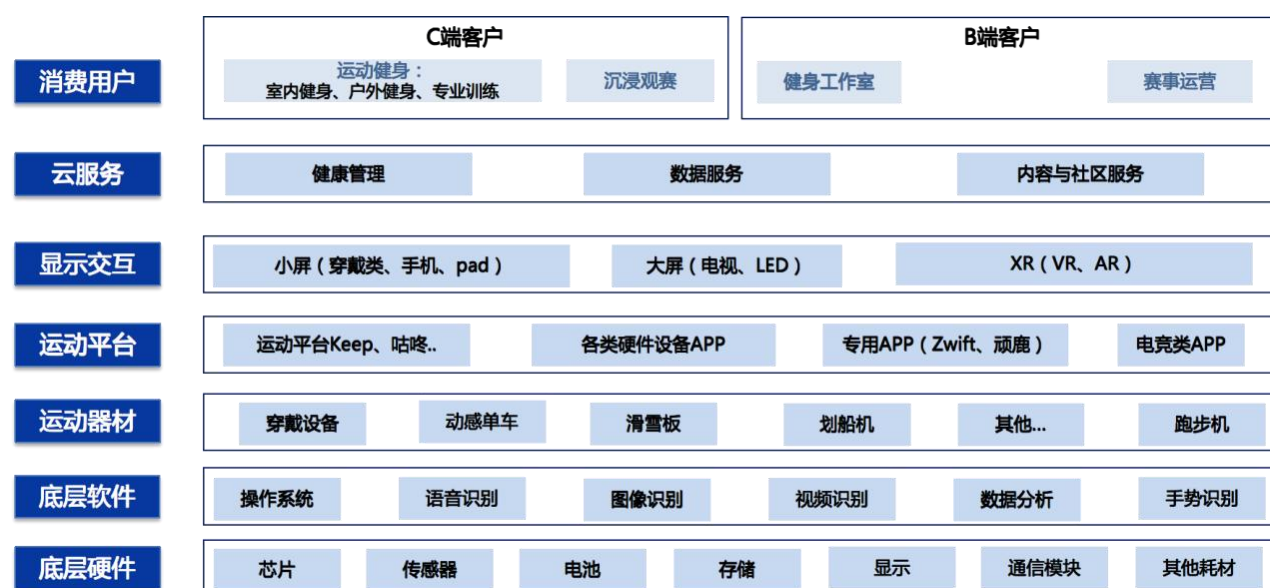 C端客户
B端客户
消费用户
运动健身：
室内健身、户外健身、专业训练
沉浸观赛
健身工作室
赛事运营
云服务
健康管理
数据服务
内容与社区服务
显示交互
小屏（穿戴类、手机、pad）
大屏（电视、LED）
XR（VR、AR）
运动平台
运动平台Keep、咕咚..
各类硬件设备APP
专用APP（Zwift、顽鹿）
电竞类APP
运动器材
穿戴设备
动感单车
滑雪板
划船机
其他...
跑步机
底层软件
操作系统
语音识别
图像识别
视频识别
数据分析
手势识别
底层硬件
芯片
传感器
电池
存储
显示
通信模块
其他耗材